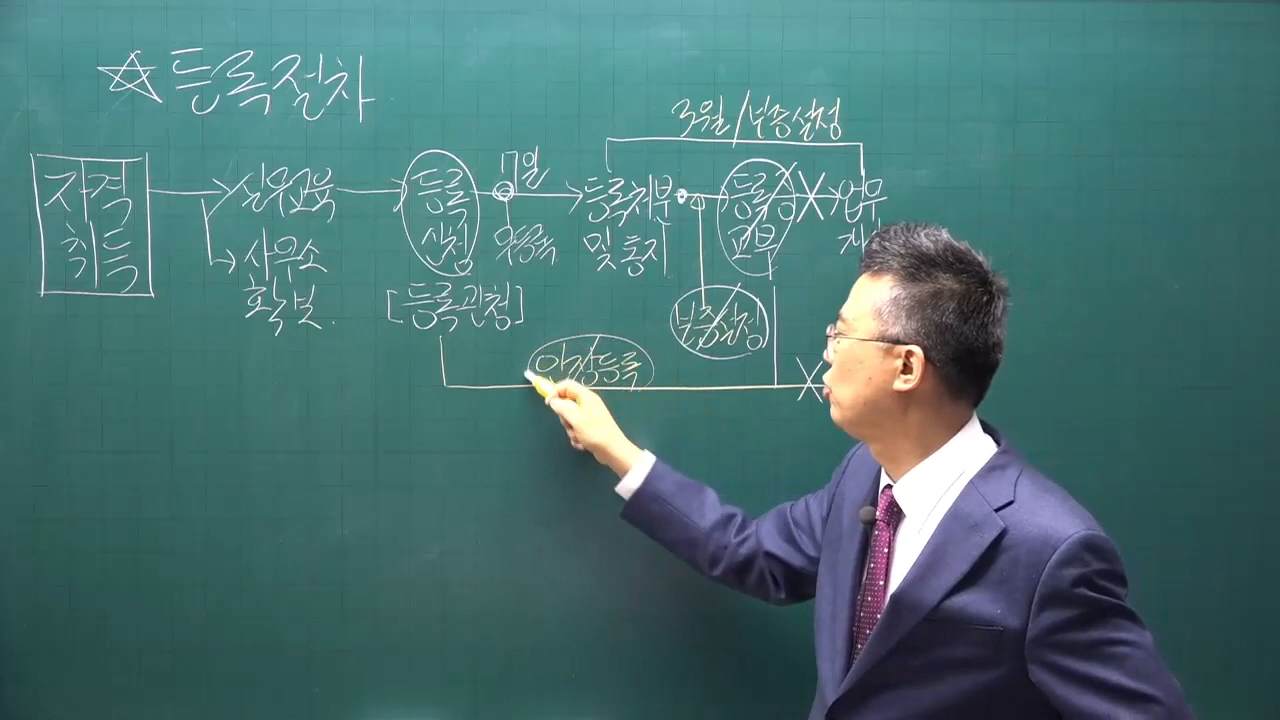 ☆등록절차
3월/보증설정
자격
취득
실무교육
사무소
확보.
등록
신청
[등록관청]
7일
등록처분
및 통지
등록증
교부
업무
보증설정
이중등록